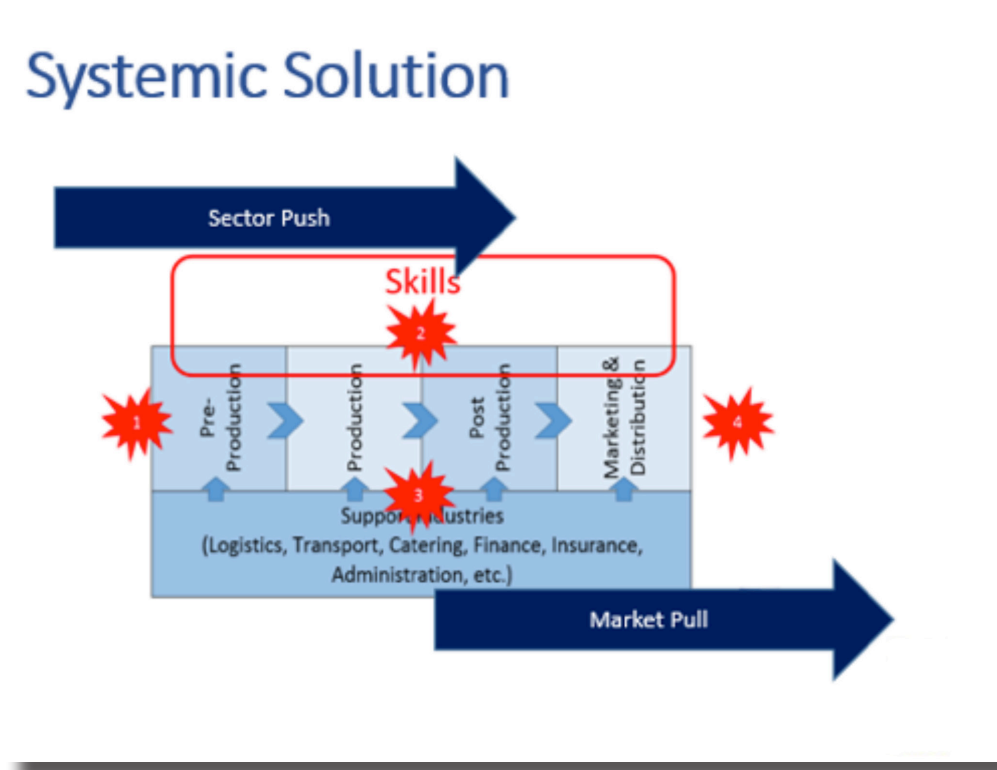 Systemic Solution
Sector Push
Skills
2
1
Pre-
Production
Production
Post
Production
Marketing &
Distribution
4
3
Support Industries
(Logistics, Transport, Catering, Finance, Insurance,
Administration, etc.)
Market Pull